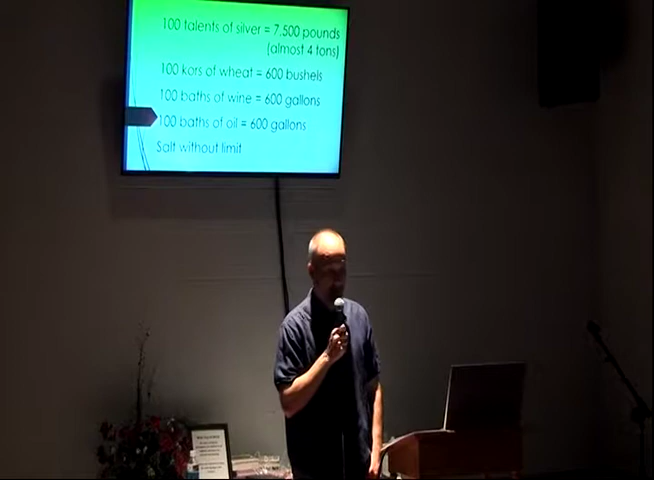 100 talents of silver = 7,500 pounds
(almost 4 tons)
100 kors of wheat = 600 bushels
100 baths of wine = 600 gallons
100 baths of oil = 600 gallons
Salt without limit